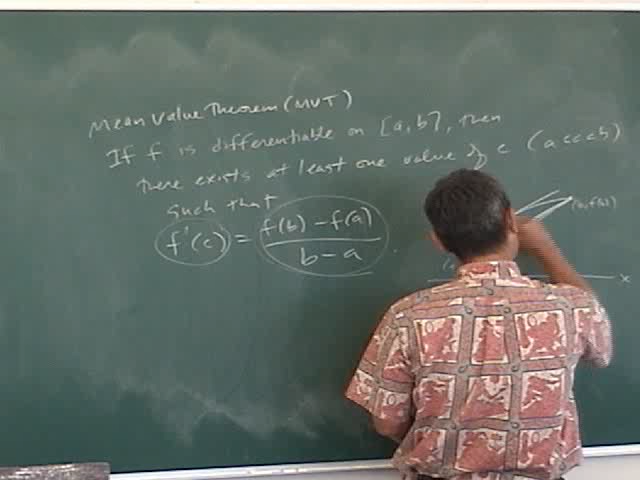 Mean Value Theorem (MVT)
If f is differentiable on [a, b], then
there exists at least one value of c (a<c<b)
such that
f'(c) = f(b) - f(a) / b - a .
(b, f(b))
(a
x